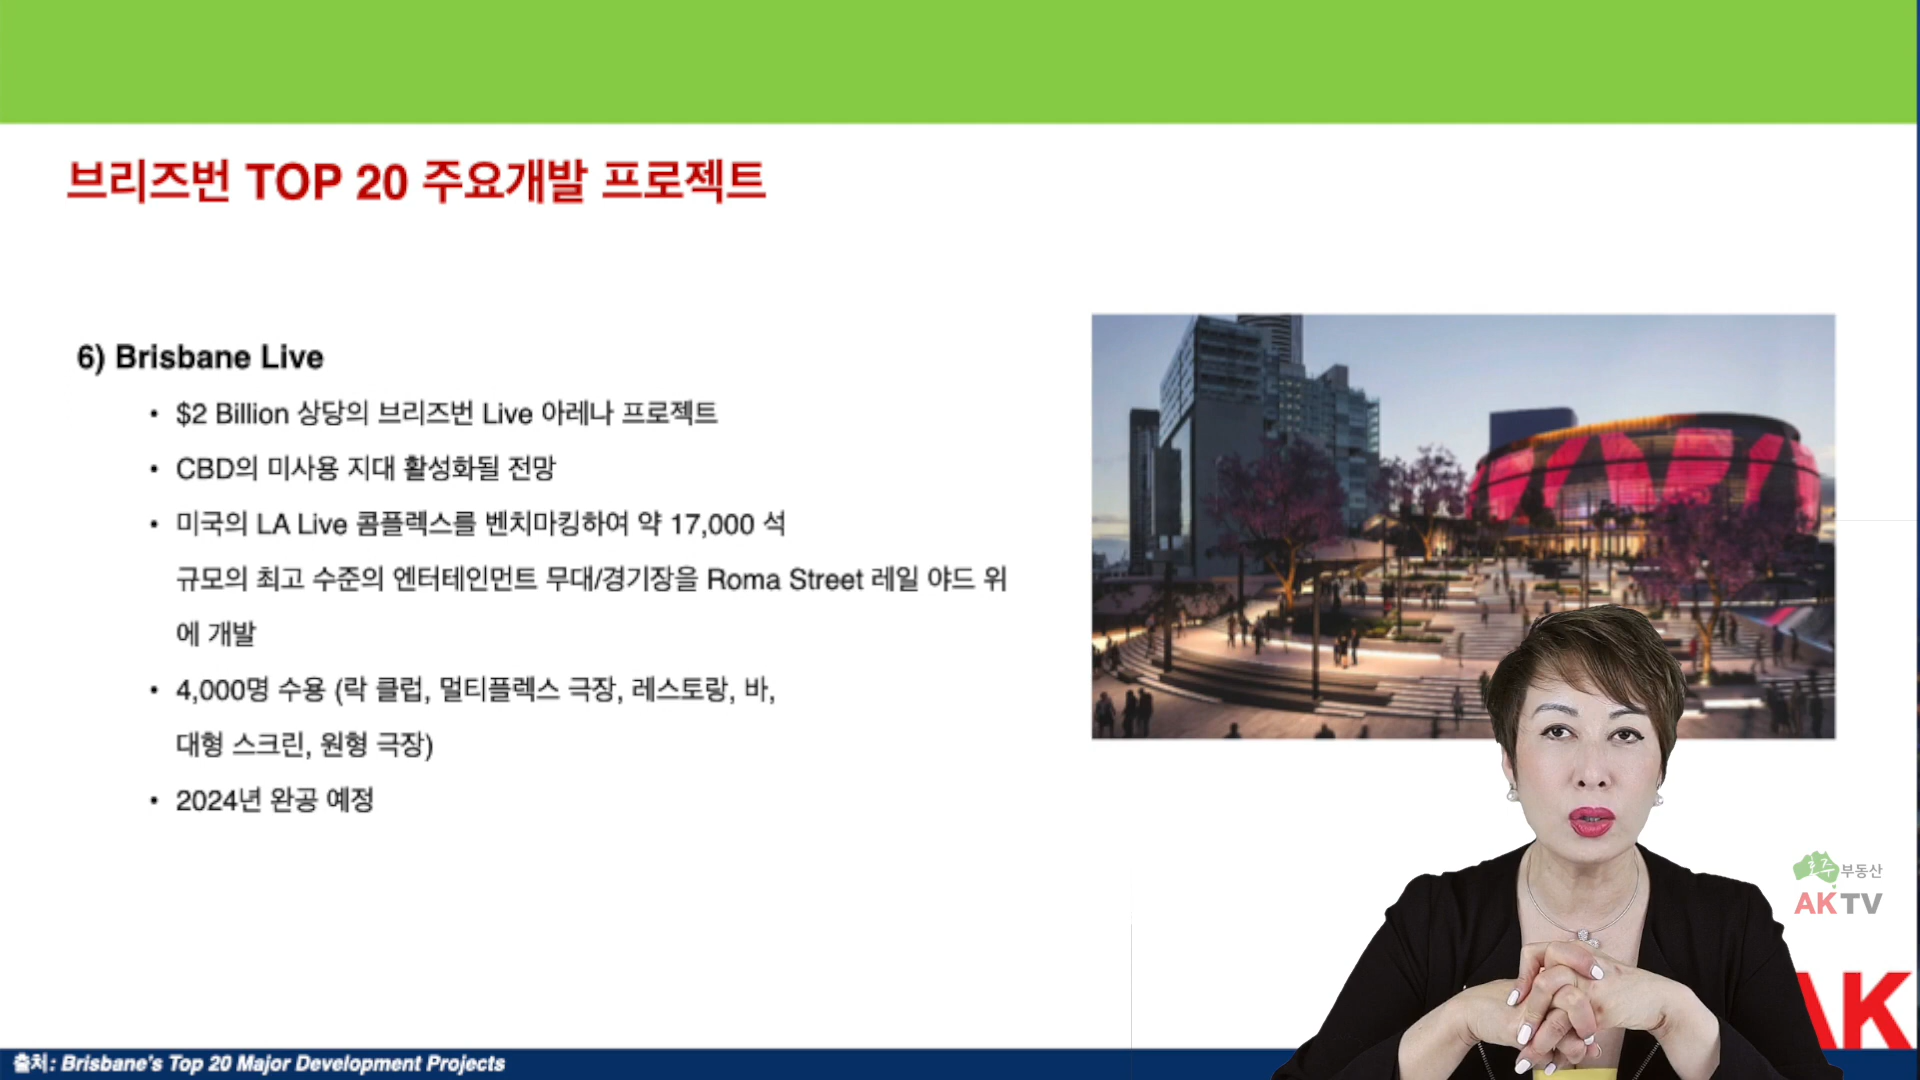 브리즈번 TOP 20 주요개발 프로젝트
6) Brisbane Live
• $2 Billion 상당의 브리즈번 Live 아레나 프로젝트
• CBD의 미사용 지대 활성화될 전망
• 미국의 LA Live 콤플렉스를 벤치마킹하여 약 17,000 석
규모의 최고 수준의 엔터테인먼트 무대/경기장을 Roma Street 레일 야드 위
에 개발
• 4,000명 수용 (락 클럽, 멀티플렉스 극장, 레스토랑, 바,
대형 스크린, 원형 극장)
• 2024년 완공 예정
호주부동산
AKTV
AK
출처: Brisbane's Top 20 Major Development Projects